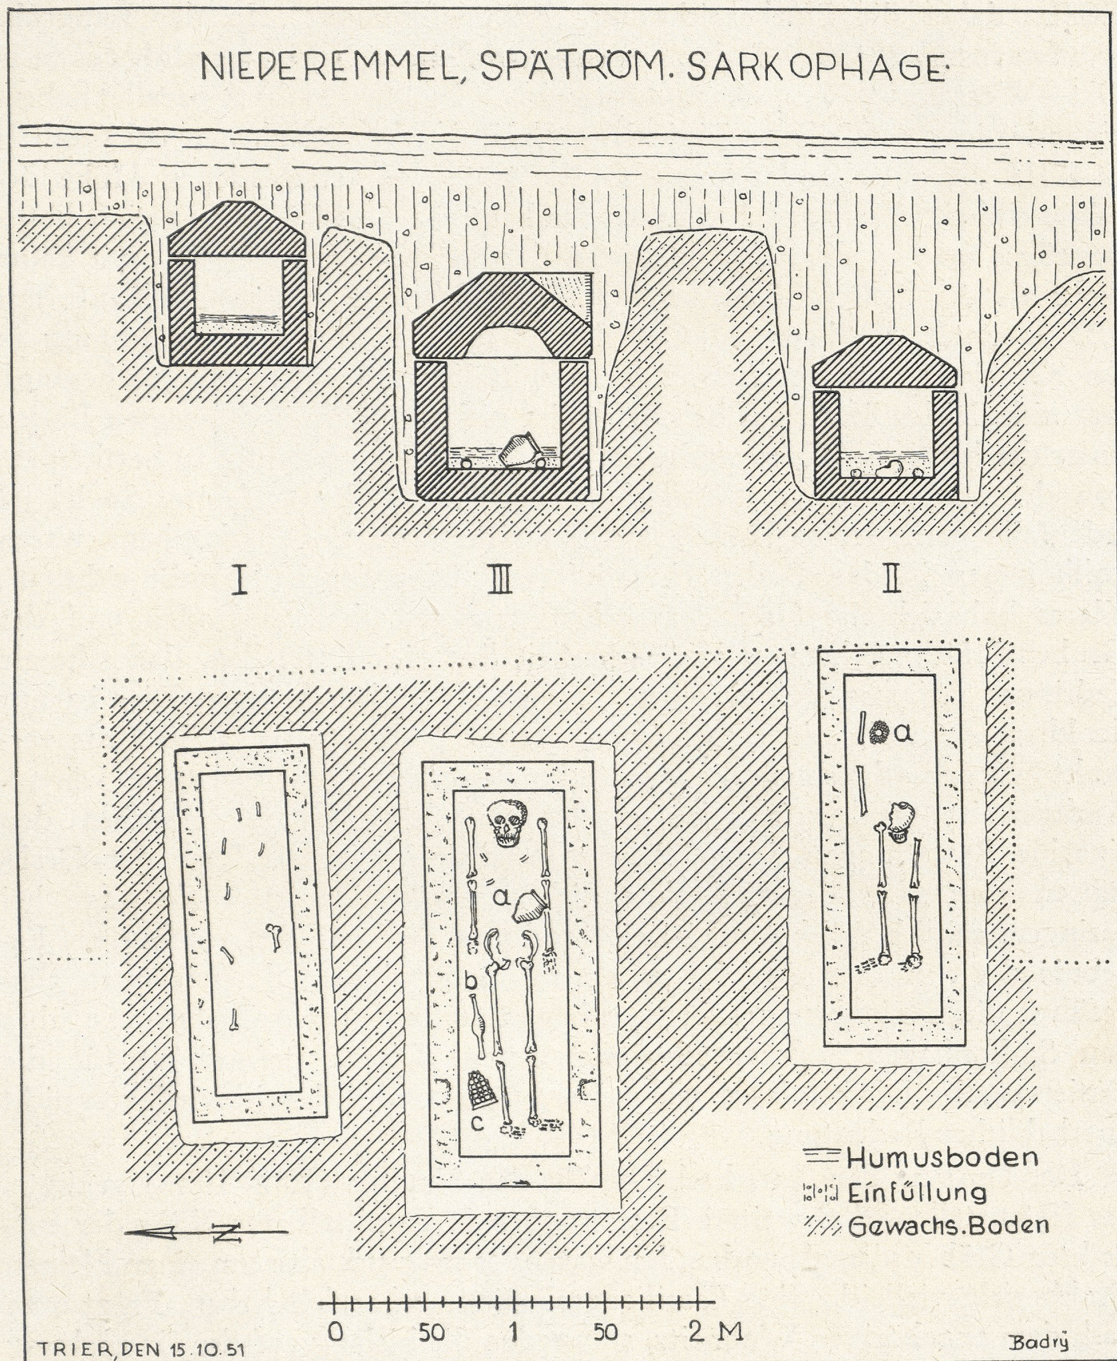 NIEDEREMMEL, SPÄTRÖM. SARKOPHAGE
I III II
a
a
b
c
Humusboden
Einfüllung
Gewachs.Boden
N
0 50 1 50 2 M
TRIER, DEN 15.10.51
Badry